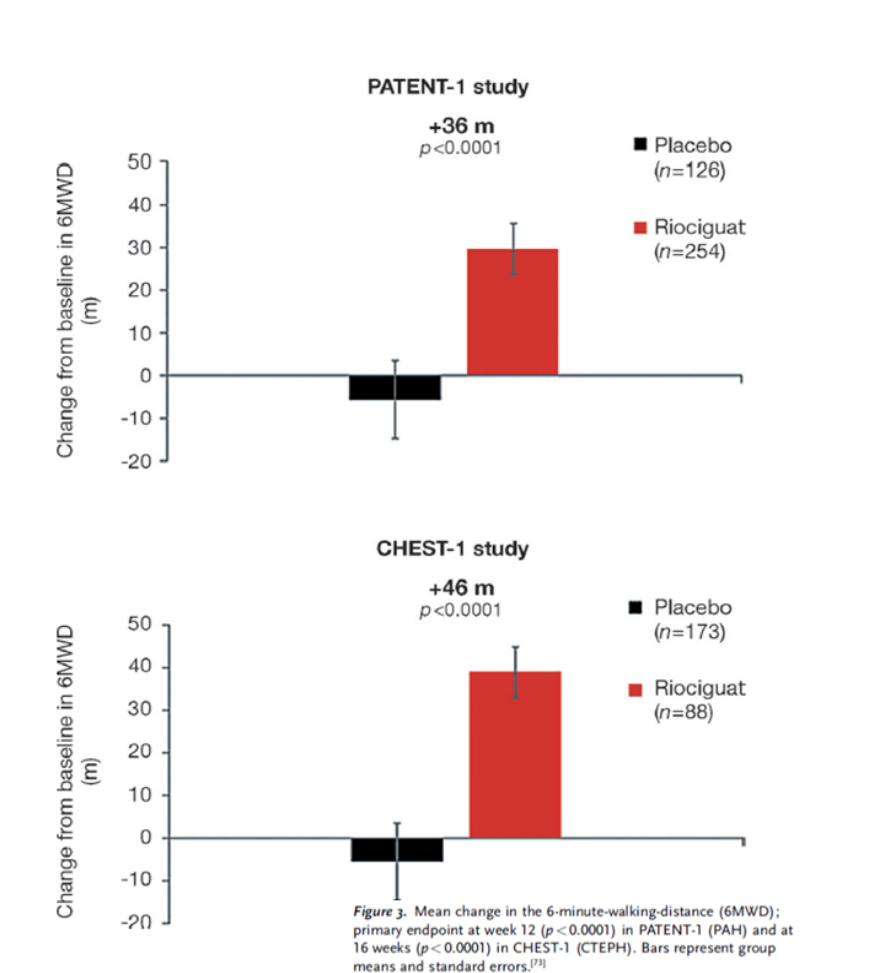 PATENT-1 study
+36 m
p<0.0001
Placebo
(n=126)
Riociguat
(n=254)
Change from baseline in 6MWD
(m)
50
40
30
20
10
0
-10
-20
CHEST-1 study
+46 m
p<0.0001
Placebo
(n=173)
Riociguat
(n=88)
Change from baseline in 6MWD
(m)
50
40
30
20
10
0
-10
-20
Figure 3. Mean change in the 6-minute-walking-distance (6MWD);
primary endpoint at week 12 (p<0.0001) in PATENT-1 (PAH) and at
16 weeks (p<0.0001) in CHEST-1 (CTEPH). Bars represent group
means and standard errors.[73]